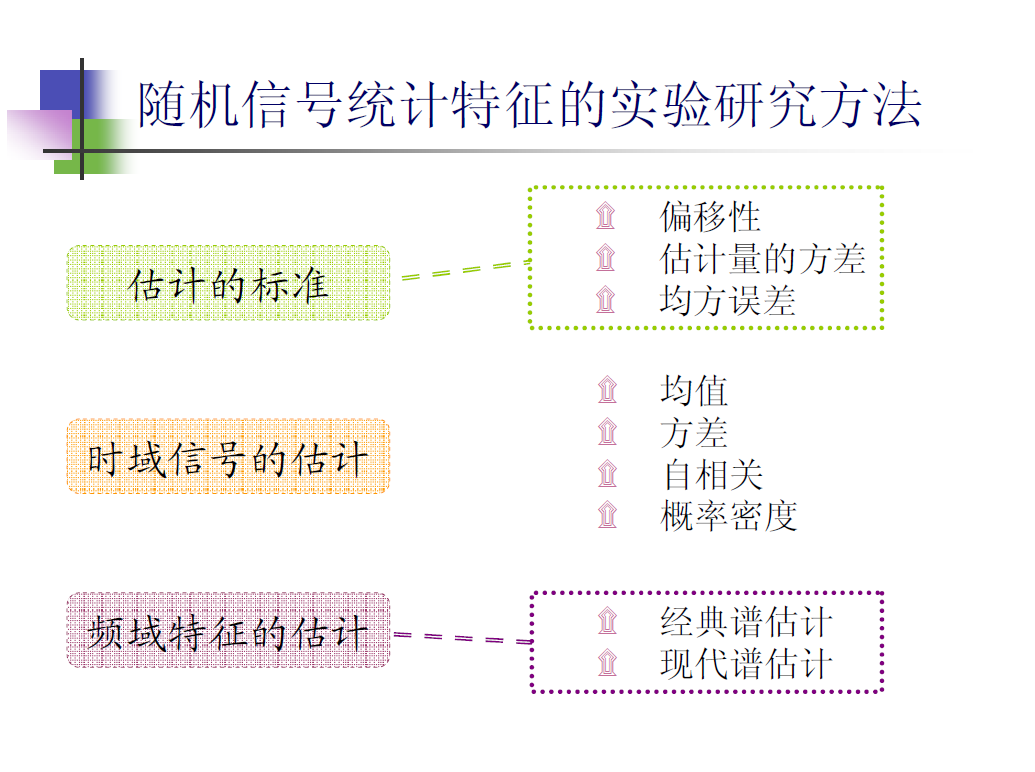 随机信号统计特征的实验研究方法
估计的标准
偏移性
估计量的方差
均方误差
时域信号的估计
均值
方差
自相关
概率密度
频域特征的估计
经典谱估计
现代谱估计